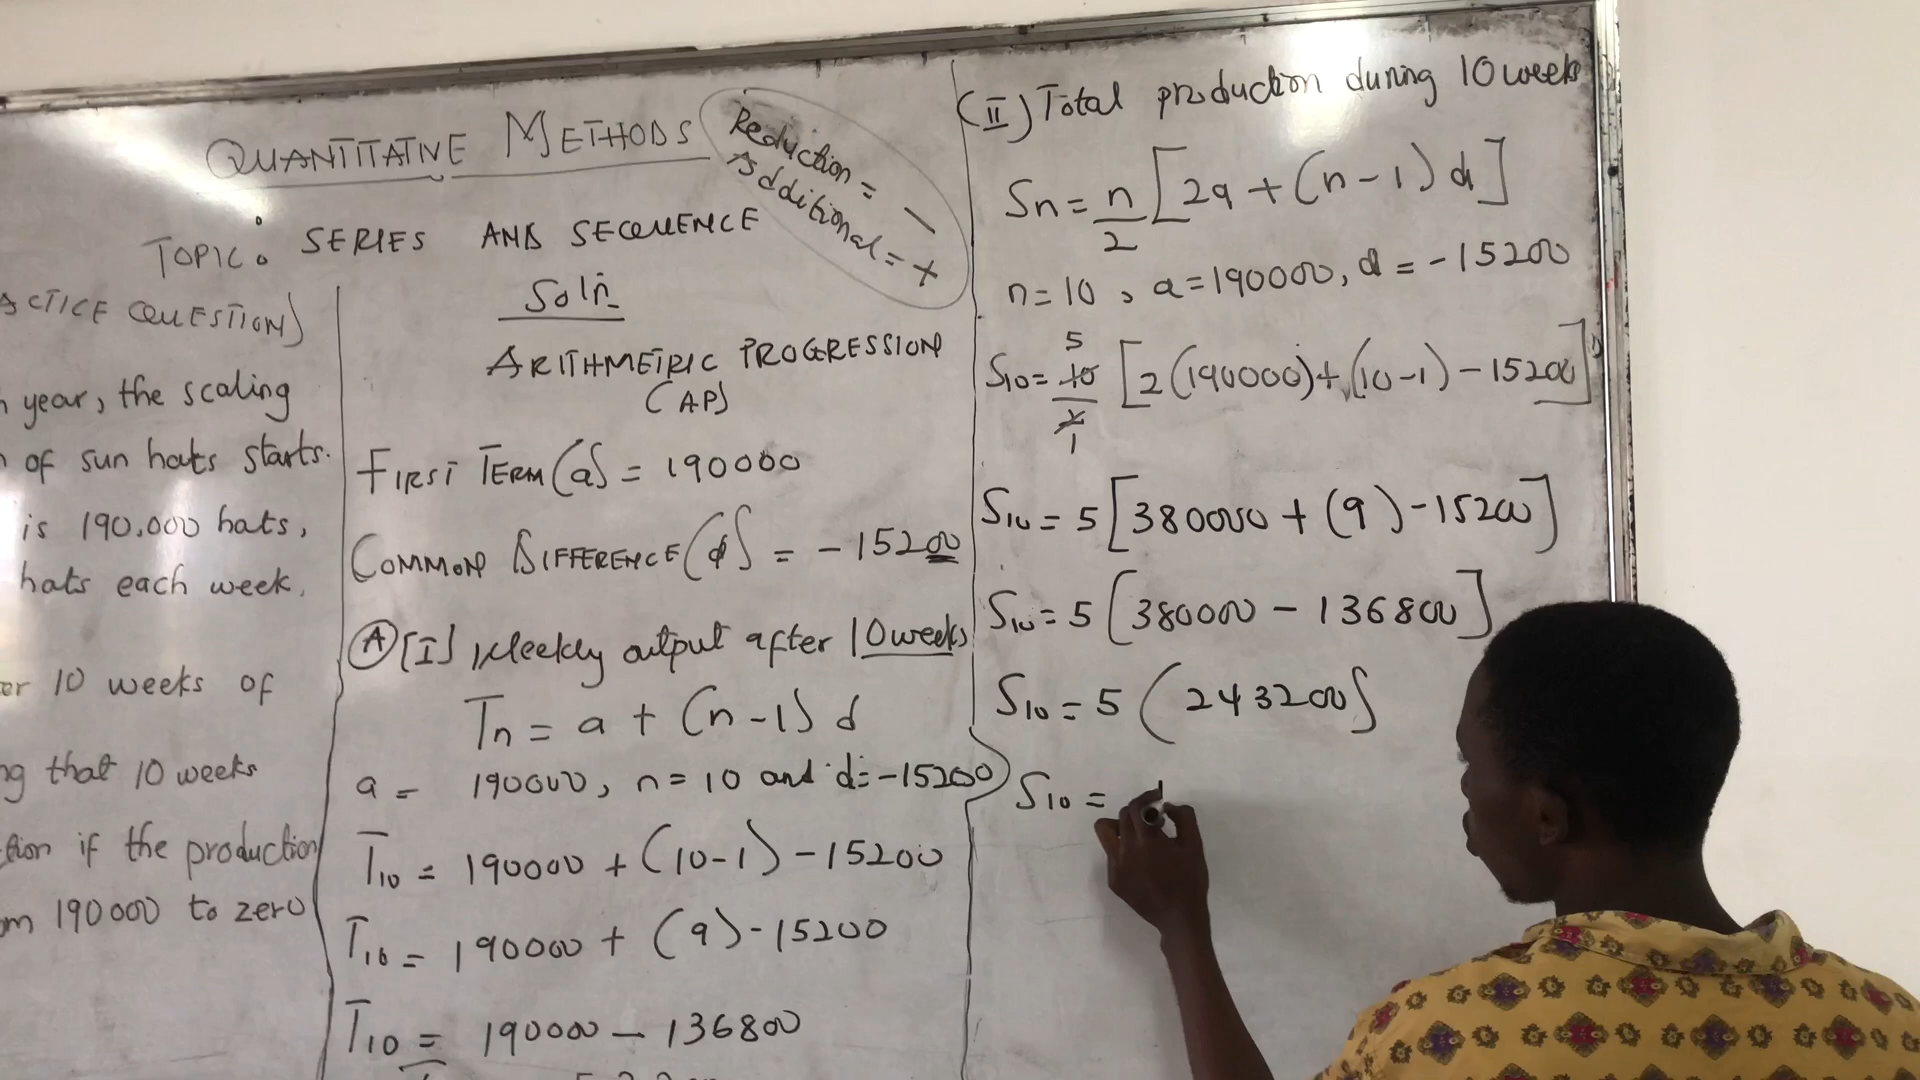 QUANTITATIVE METHODS
Reduction = -
Additional = +
TOPIC: SERIES AND SEQUENCE
QUESTION)
year, the scaling
of sun hats starts.
is 190,000 hats,
hats each week.
10 weeks of
that 10 weeks
if the production
190000 to zero
Soln
ARITHMETRIC PROGRESSION
(AP)
FIRST TERM (a) = 190000
COMMON DIFFERENCE (d) = -15200
(A) [I] Weekly output after 10 weeks
Tn = a + (n-1) d
a = 190000, n = 10 and d = -15200
T10 = 190000 + (10-1) - 15200
T10 = 190000 + (9) - 15200
T10 = 190000 - 136800
(II) Total production during 10 weeks
Sn = n/2 [2a + (n-1) d]
n = 10, a = 190000, d = -15200
5
S10 = 10/2 [2(190000) + (10-1) - 15200]
1
S10 = 5 [380000 + (9) - 15200]
S10 = 5 [380000 - 136800]
S10 = 5 (243200)
S10 =